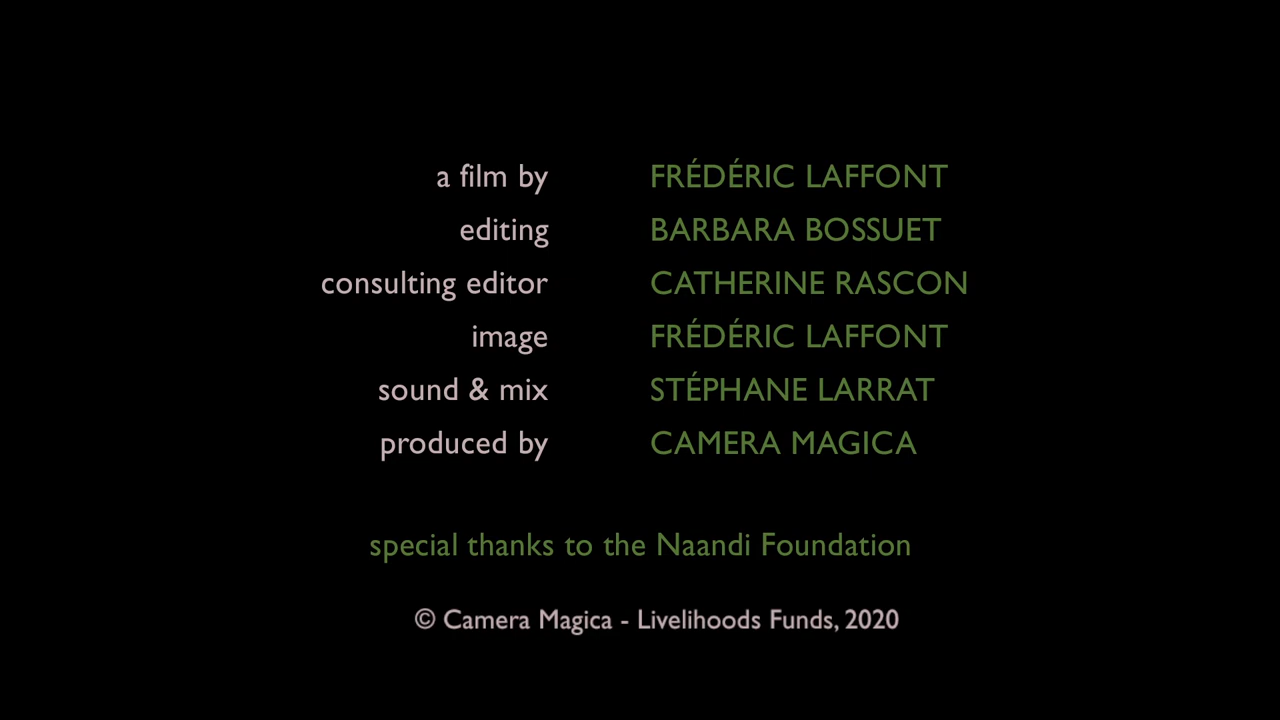 a film by FRÉDÉRIC LAFFONT
editing BARBARA BOSSUET
consulting editor CATHERINE RASCON
image FRÉDÉRIC LAFFONT
sound & mix STÉPHANE LARRAT
produced by CAMERA MAGICA
special thanks to the Naandi Foundation
© Camera Magica - Livelihoods Funds, 2020